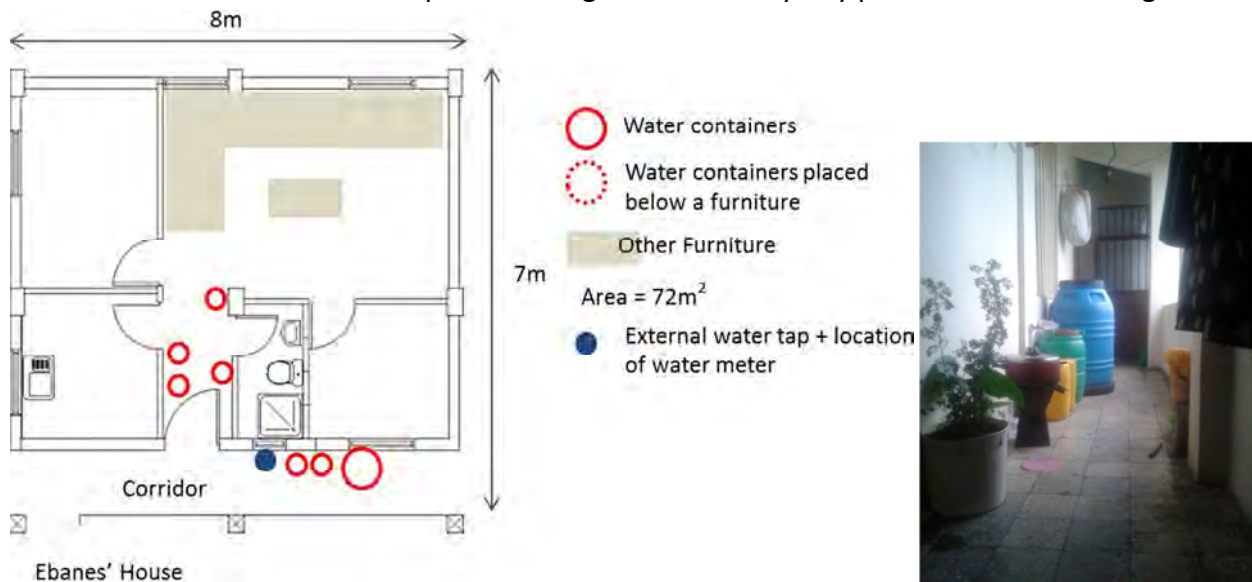 8m
7m
Water containers
Water containers placed
below a furniture
Other Furniture
Area = 72m²
External water tap + location
of water meter
Corridor
Ebanes' House